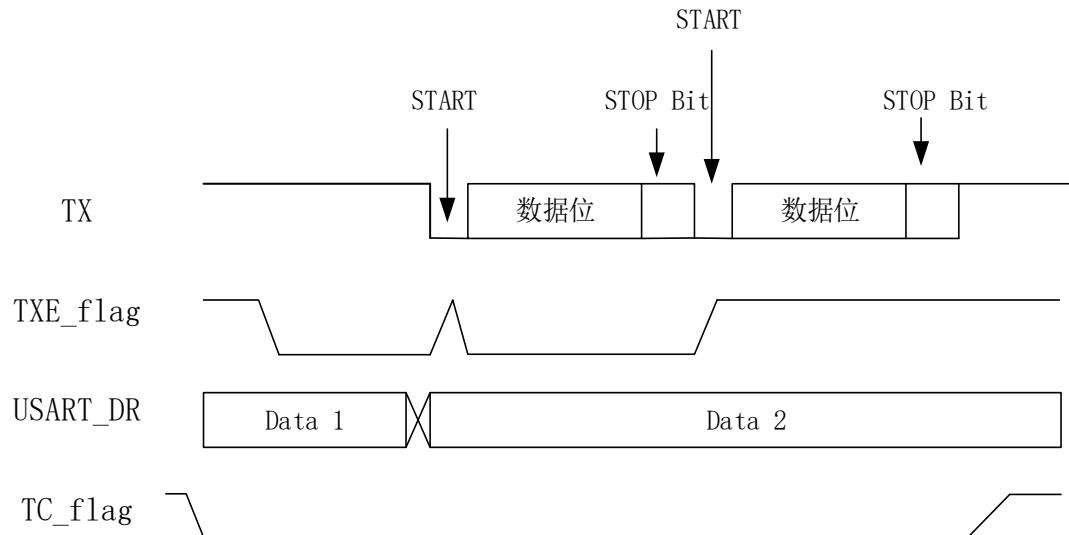 START
START
STOP Bit
STOP Bit
TX
数据位
数据位
TXE_flag
USART_DR
Data 1
Data 2
TC_flag